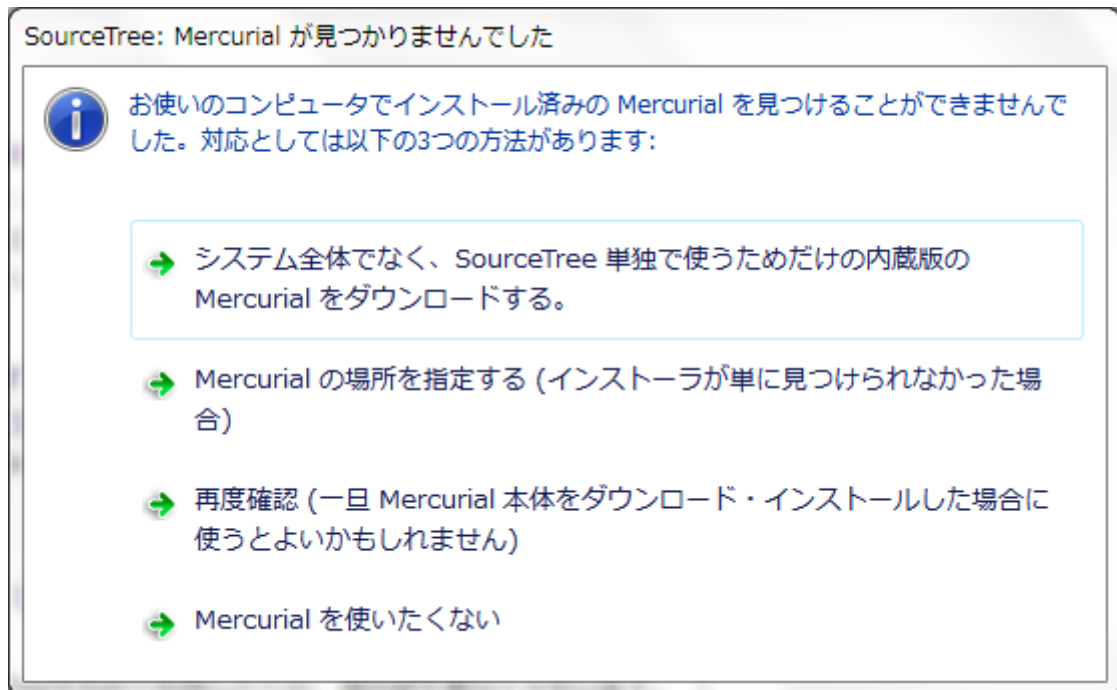 SourceTree: Mercurial が見つかりませんでした
お使いのコンピュータでインストール済みの Mercurial を見つけることができませんで
した。対応としては以下の3つの方法があります:
システム全体でなく、SourceTree 単独で使うためだけの内蔵版の
Mercurial をダウンロードする。
Mercurial の場所を指定する (インストーラが単に見つけられなかった場
合)
再度確認 (一旦 Mercurial 本体をダウンロード・インストールした場合に
使うとよいかもしれません)
Mercurial を使いたくない